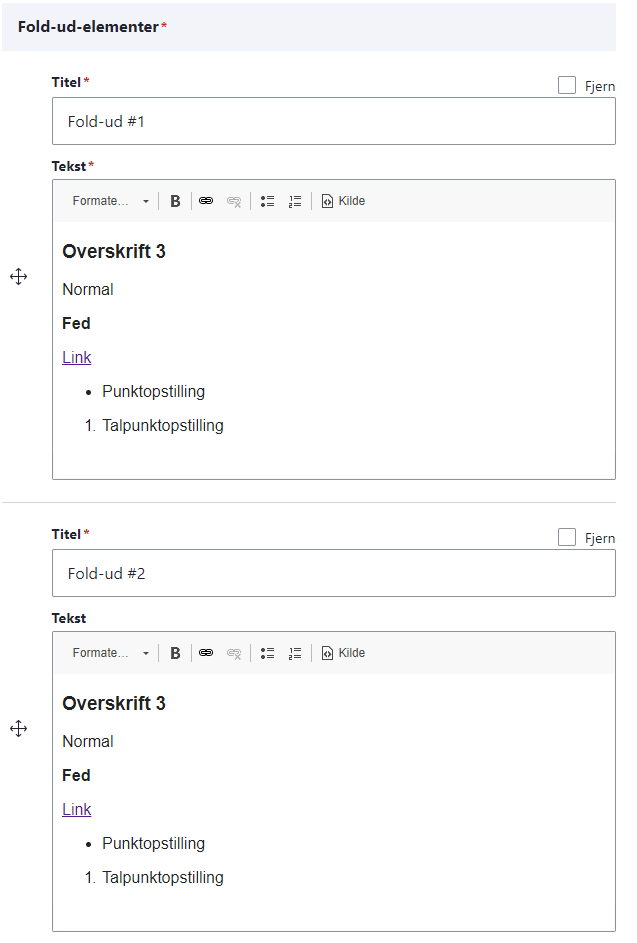 Fold-ud-elementer*
Titel*
Fjern
Fold-ud #1
Tekst*
Formate... B Kilde
Overskrift 3
Normal
Fed
Link
• Punktopstilling
1. Talpunktopstilling
Titel*
Fjern
Fold-ud #2
Tekst
Formate... B Kilde
Overskrift 3
Normal
Fed
Link
• Punktopstilling
1. Talpunktopstilling